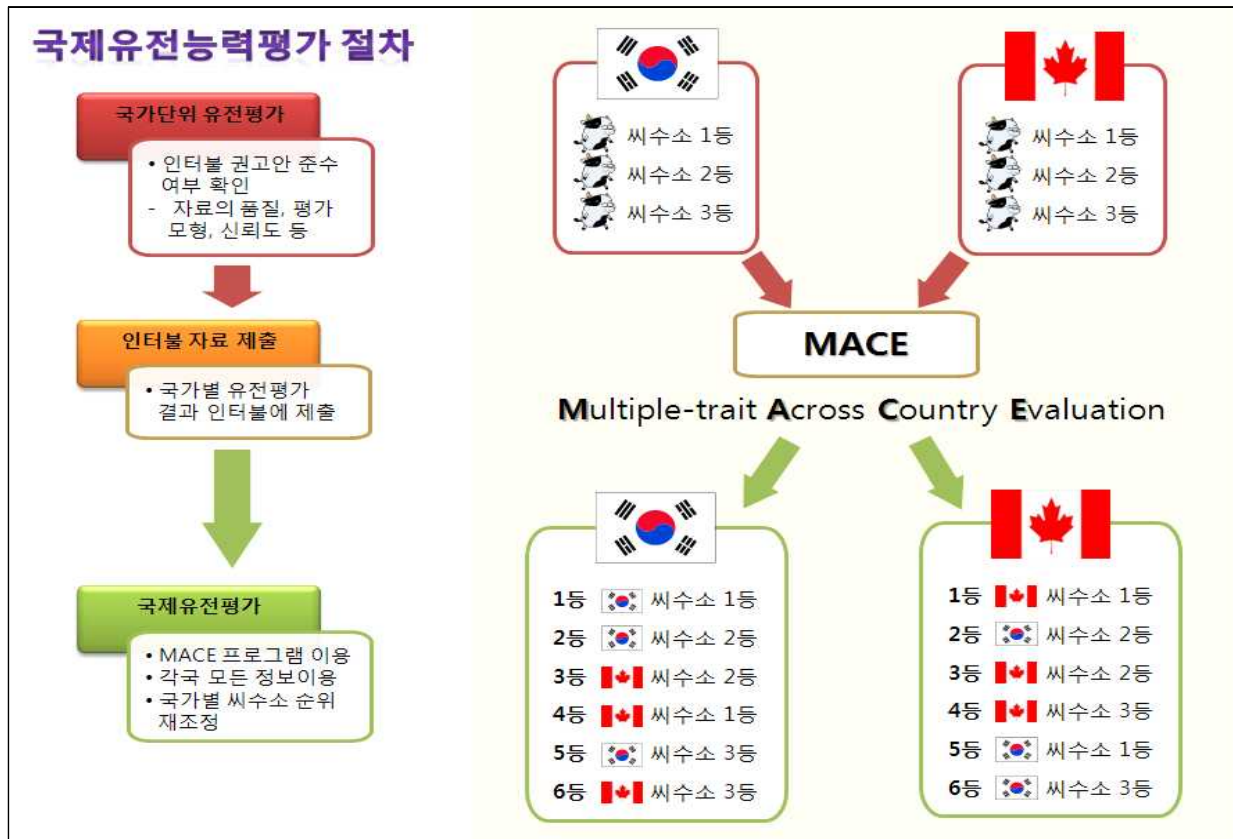 국제유전능력평가 절차
국가단위 유전평가
• 인터불 권고안 준수
여부 확인
- 자료의 품질, 평가
모형, 신뢰도 등
인터불 자료 제출
• 국가별 유전평가
결과 인터불에 제출
국제유전평가
• MACE 프로그램 이용
• 각국 모든 정보이용
• 국가별 씨수소 순위
재조정
씨수소 1등
씨수소 2등
씨수소 3등
씨수소 1등
씨수소 2등
씨수소 3등
MACE
Multiple-trait Across Country Evaluation
1등 씨수소 1등
2등 씨수소 2등
3등 씨수소 2등
4등 씨수소 1등
5등 씨수소 3등
6등 씨수소 3등
1등 씨수소 1등
2등 씨수소 2등
3등 씨수소 2등
4등 씨수소 3등
5등 씨수소 1등
6등 씨수소 3등